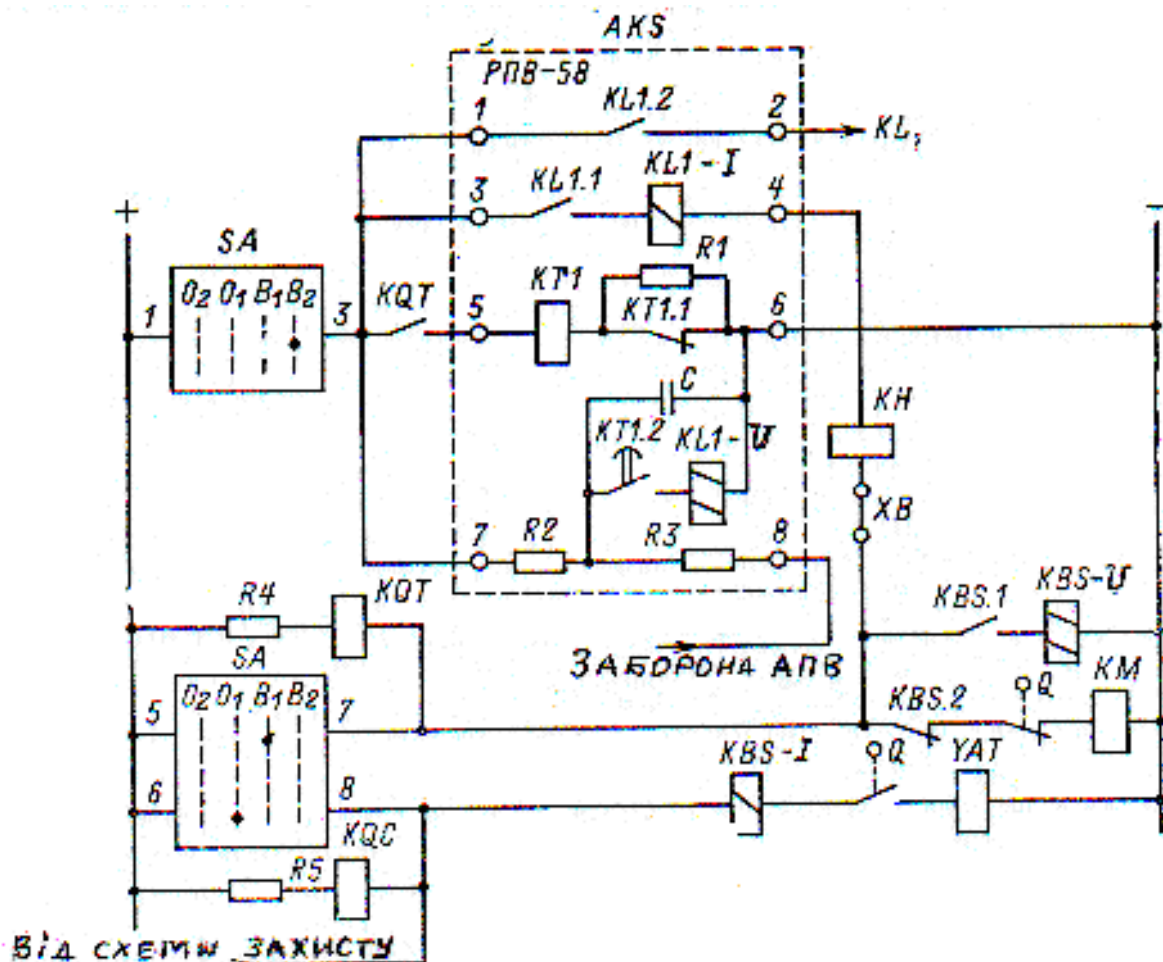 AKS
РПВ-58
1 KL1.2 2 KL,
3 KL1.1 KL1-I 4
+ –
SA
O2 O1 B1 B2
1 3
KQT 5 KT1 R1 KT1.1 6
C
KT1.2 KL1-U
KH
XB
7 R2 R3 8
R4 KQT
ЗАБОРОНА АПВ
KBS.1 KBS-U
SA
O2 O1 B1 B2
5 7
6 8
KBS.2 Q KM
KBS-I Q YAT
R5 KQC
Від схеми ЗАХИСТУ